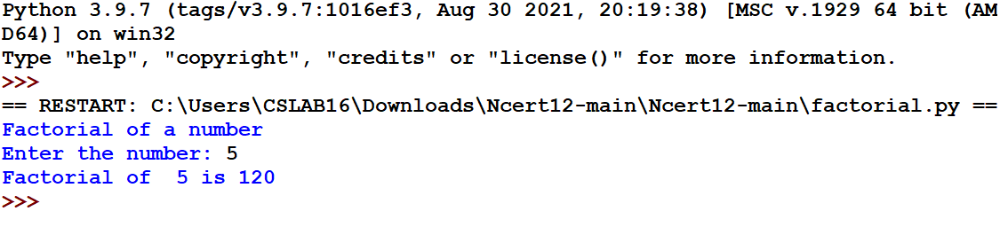 Python 3.9.7 (tags/v3.9.7:1016ef3, Aug 30 2021, 20:19:38) [MSC v.1929 64 bit (AM
D64)] on win32
Type "help", "copyright", "credits" or "license()" for more information.
>>>
== RESTART: C:\Users\CSLAB16\Downloads\Ncert12-main\Ncert12-main\factorial.py ==
Factorial of a number
Enter the number: 5
Factorial of  5 is 120
>>>